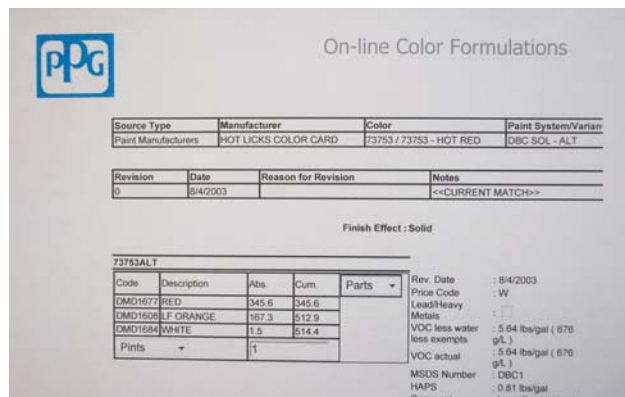 PPG
On-line Color Formulations
Source Type Manufacturer Color Paint System/Varian
Paint Manufacturers HOT LICKS COLOR CARD 73753 / 73753 - HOT RED DBC SOL - ALT
Revision Date Reason for Revision Notes
0 8/4/2003 <<CURRENT MATCH>>
Finish Effect : Solid
73753ALT
Code Description Abs. Cum. Parts
DMD1677 RED 345.6 345.6
DMD1608 LF ORANGE 167.3 512.9
DMD1684 WHITE 1.5 514.4
Pints 1
Rev. Date : 8/4/2003
Price Code : W
Lead/Heavy
Metals :
VOC less water : 5.64 lbs/gal ( 676
less exempts g/L )
VOC actual : 5.64 lbs/gal ( 676
g/L )
MSDS Number : DBC1
HAPS : 0.81 lbs/gal